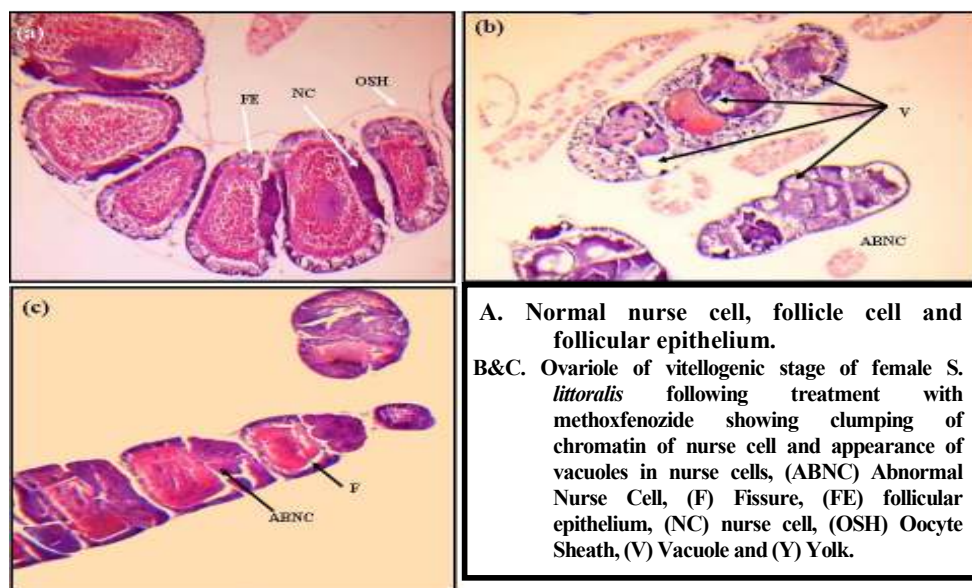 (a)
FE
NC
OSH
(b)
V
ABNC
(c)
F
ABNC
A. Normal nurse cell, follicle cell and
follicular epithelium.
B&C. Ovariole of vitellogenic stage of female S.
littoralis following treatment with
methoxfenozide showing clumping of
chromatin of nurse cell and appearance of
vacuoles in nurse cells, (ABNC) Abnormal
Nurse Cell, (F) Fissure, (FE) follicular
epithelium, (NC) nurse cell, (OSH) Oocyte
Sheath, (V) Vacuole and (Y) Yolk.